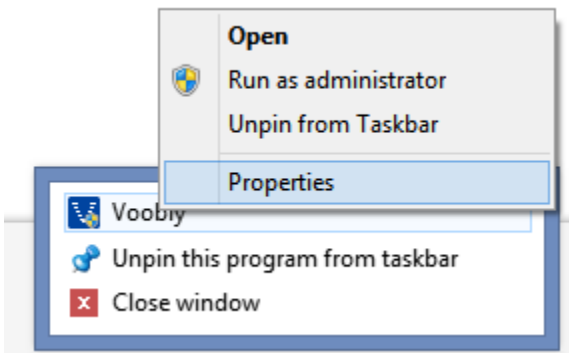 Open
Run as administrator
Unpin from Taskbar
Properties
Voobly
Unpin this program from taskbar
Close window